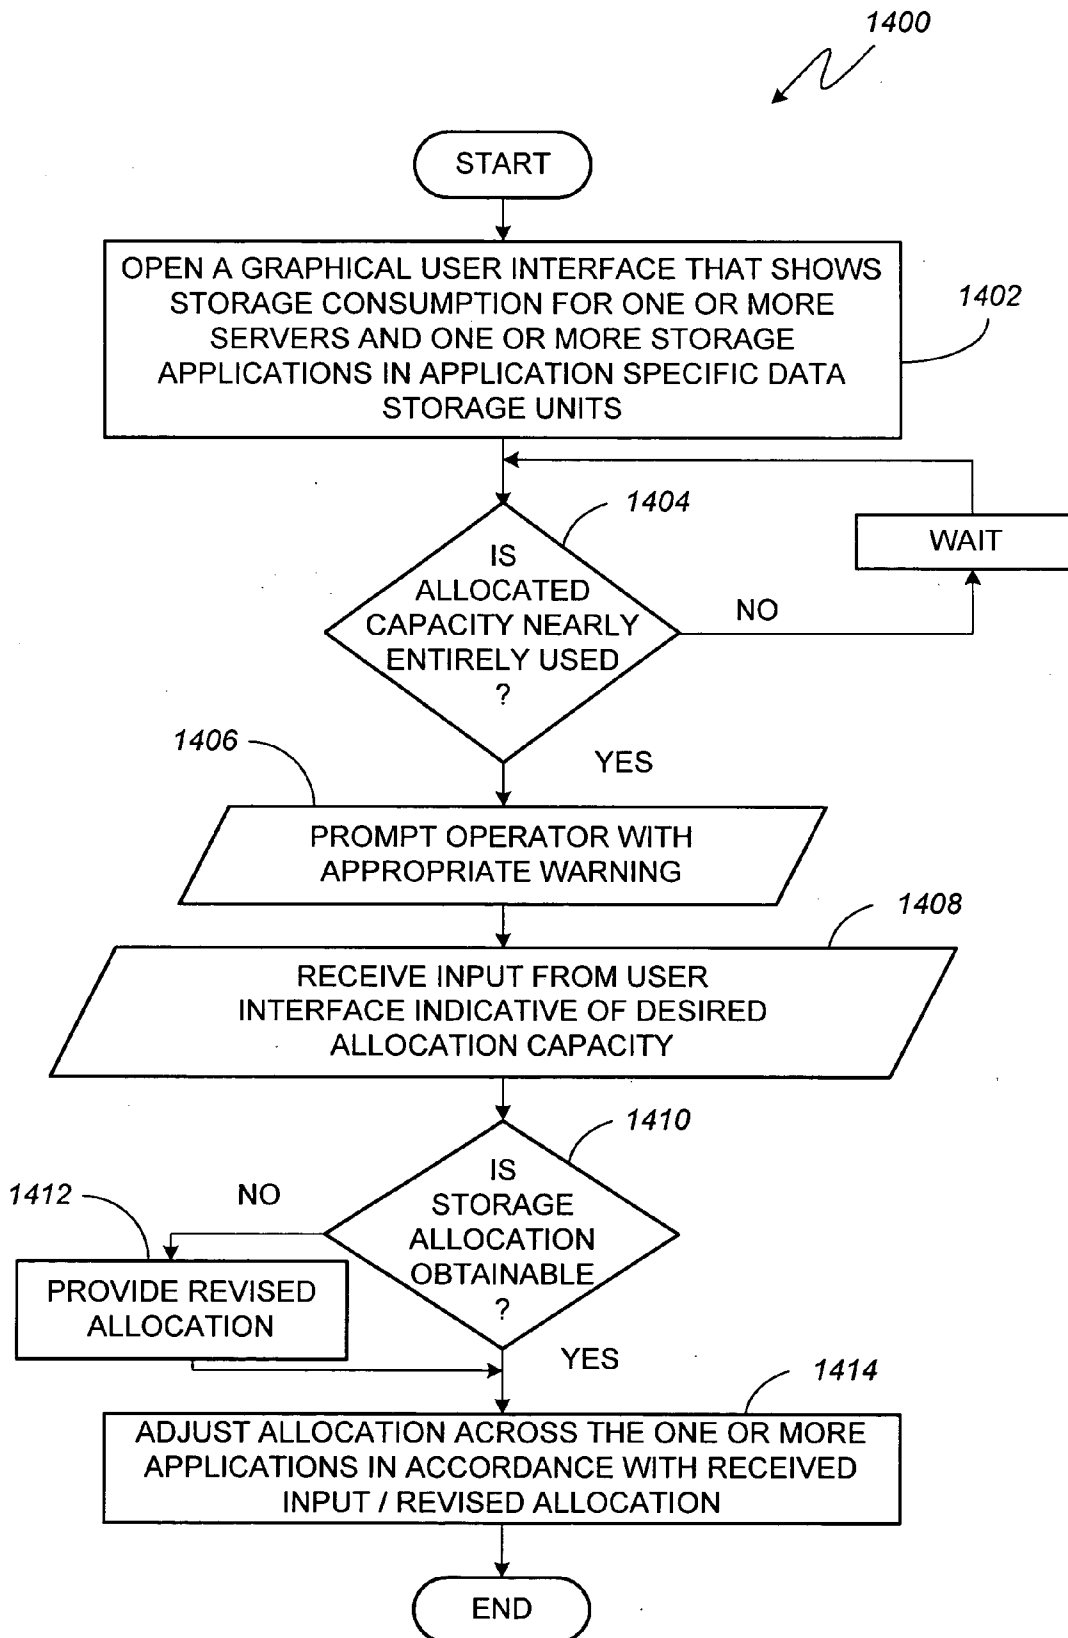 1400
START
OPEN A GRAPHICAL USER INTERFACE THAT SHOWS
STORAGE CONSUMPTION FOR ONE OR MORE
SERVERS AND ONE OR MORE STORAGE
APPLICATIONS IN APPLICATION SPECIFIC DATA
STORAGE UNITS
1402
1404
IS
ALLOCATED
CAPACITY NEARLY
ENTIRELY USED
?
WAIT
NO
YES
1406
PROMPT OPERATOR WITH
APPROPRIATE WARNING
1408
RECEIVE INPUT FROM USER
INTERFACE INDICATIVE OF DESIRED
ALLOCATION CAPACITY
1410
IS
STORAGE
ALLOCATION
OBTAINABLE
?
NO
1412
PROVIDE REVISED
ALLOCATION
YES
1414
ADJUST ALLOCATION ACROSS THE ONE OR MORE
APPLICATIONS IN ACCORDANCE WITH RECEIVED
INPUT / REVISED ALLOCATION
END